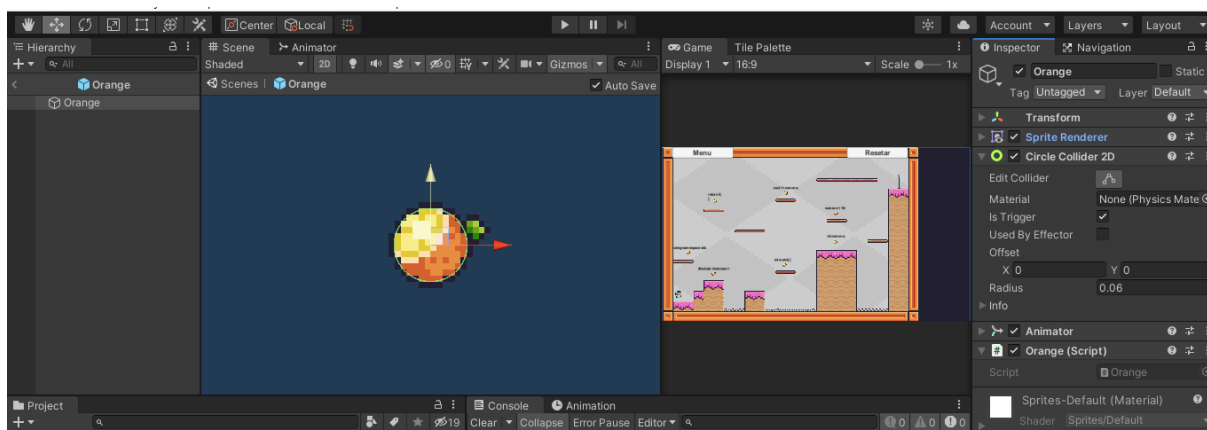 Center Local Account Layers Layout
Hierarchy Scene Animator Game Tile Palette Inspector Navigation
All Shaded 2D 0 Gizmos All Display 1 16:9 Scale 1x
Orange Scenes Orange Auto Save Orange Static
Orange
Tag Untagged Layer Default
Transform
Sprite Renderer
Menu Resetar
Circle Collider 2D
Edit Collider
Material None (Physics Mate
Is Trigger
Used By Effector
Offset
X 0 Y 0
Radius 0.06
Info
Animator
Orange (Script)
Script Orange
Project Console Animation
19 Clear Collapse Error Pause Editor 0 0 0
Sprites-Default (Material)
Shader Sprites/Default